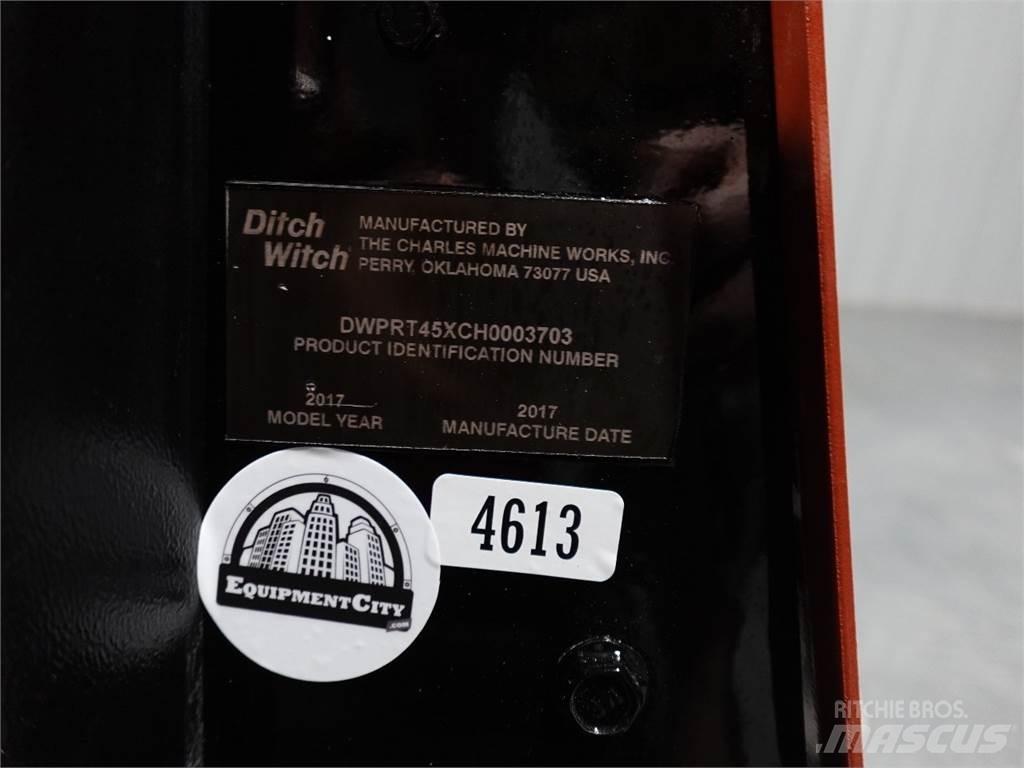 Ditch
Witch
MANUFACTURED BY
THE CHARLES MACHINE WORKS, INC.
PERRY, OKLAHOMA 73077 USA
DWPRT45XCH0003703
PRODUCT IDENTIFICATION NUMBER
2017
MODEL YEAR
2017
MANUFACTURE DATE
EQUIPMENTCITY
.com
4613
RITCHIE BROS.
MASCUS